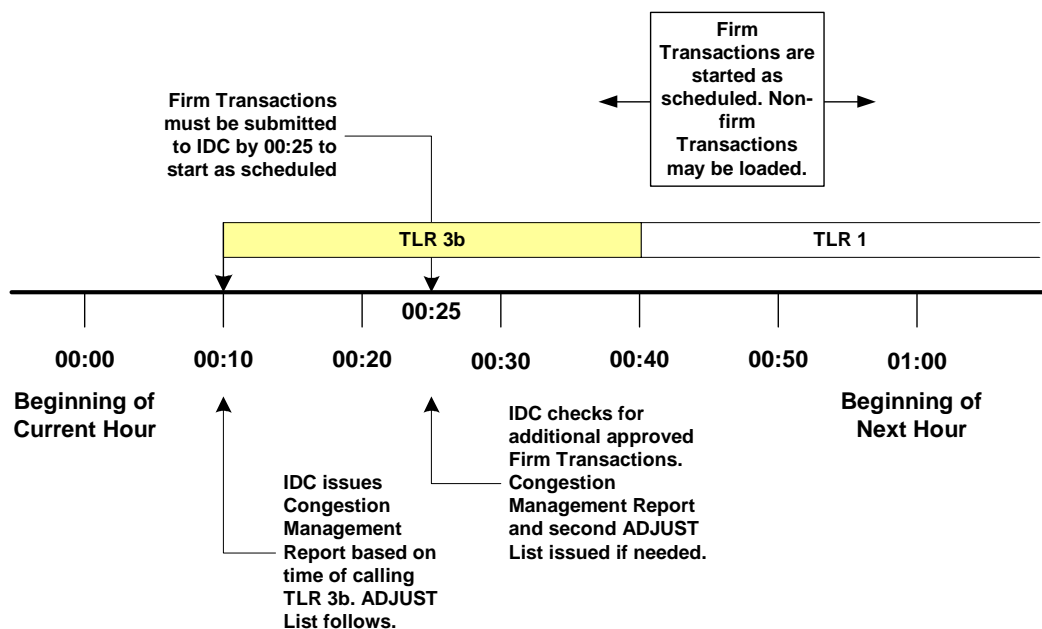 Firm
Transactions are
started as
scheduled. Non-
firm
Transactions
may be loaded.
Firm Transactions
must be submitted
to IDC by 00:25 to
start as scheduled
TLR 3b
TLR 1
00:25
00:00
00:10
00:20
00:30
00:40
00:50
01:00
Beginning of
Current Hour
Beginning of
Next Hour
IDC issues
Congestion
Management
Report based on
time of calling
TLR 3b. ADJUST
List follows.
IDC checks for
additional approved
Firm Transactions.
Congestion
Management Report
and second ADJUST
List issued if needed.